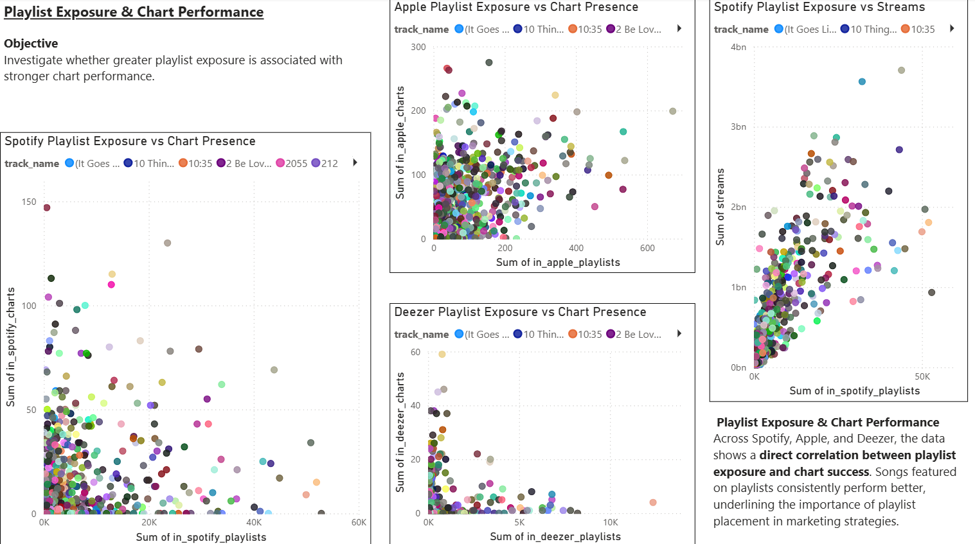 Playlist Exposure & Chart Performance
Objective
Investigate whether greater playlist exposure is associated with
stronger chart performance.
Spotify Playlist Exposure vs Chart Presence
track_name (It Goes ... 10 Thin... 10:35 2 Be Lov... 2055 212
Sum of in_spotify_charts
150
100
50
0
0K 20K 40K 60K
Sum of in_spotify_playlists
Apple Playlist Exposure vs Chart Presence
track_name (It Goes ... 10 Thin... 10:35 2 Be Lov...
Sum of in_apple_charts
300
200
100
0
0 200 400 600
Sum of in_apple_playlists
Deezer Playlist Exposure vs Chart Presence
track_name (It Goes ... 10 Thin... 10:35 2 Be Lov...
Sum of in_deezer_charts
60
40
20
0
0K 5K 10K
Sum of in_deezer_playlists
Spotify Playlist Exposure vs Streams
track_name (It Goes Li... 10 Thing... 10:35
Sum of streams
4bn
3bn
2bn
1bn
0bn
0K 50K
Sum of in_spotify_playlists
Playlist Exposure & Chart Performance
Across Spotify, Apple, and Deezer, the data
shows a direct correlation between playlist
exposure and chart success. Songs featured
on playlists consistently perform better,
underlining the importance of playlist
placement in marketing strategies.